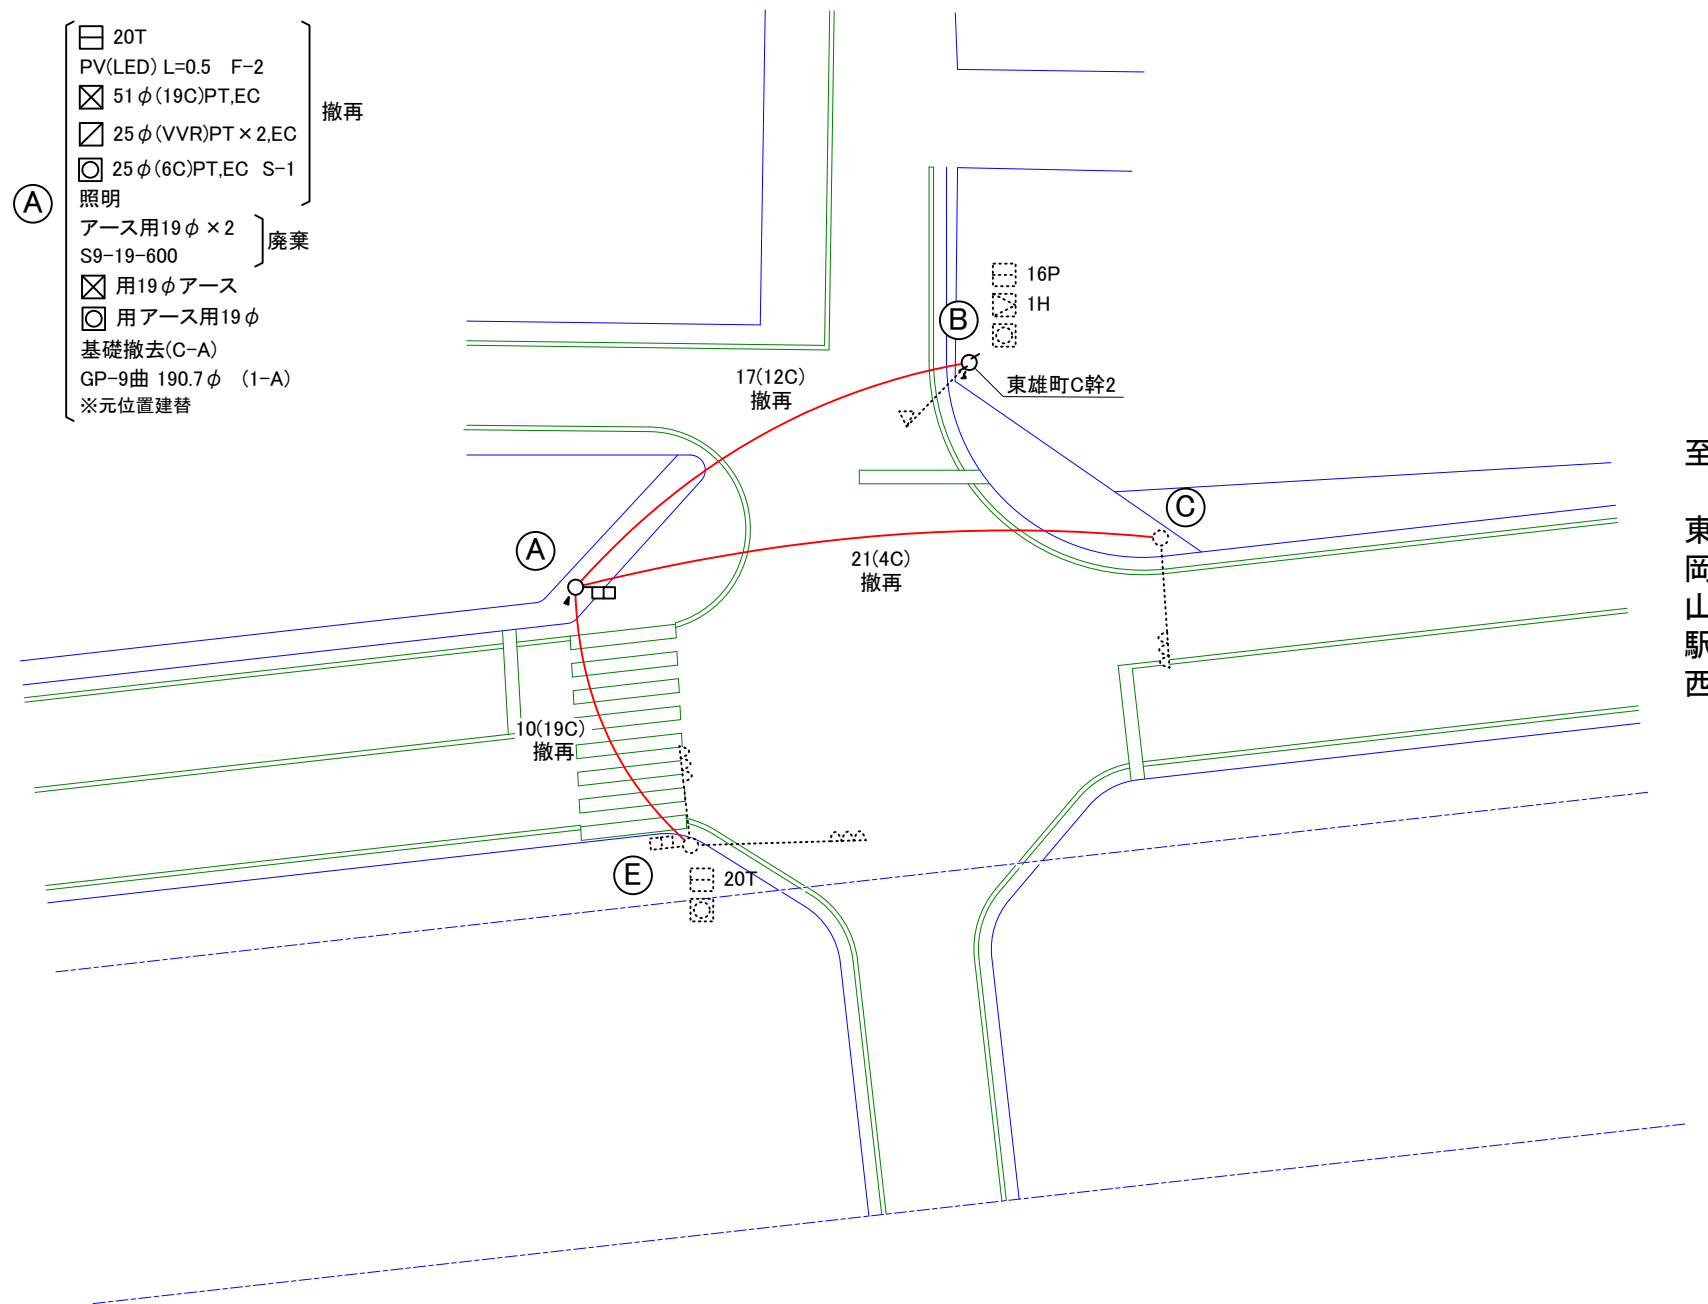 20T
PV(LED) L=0.5 F-2
51φ(19C)PT,EC
25φ(VVR)PT×2,EC
25φ(6C)PT,EC S-1
照明
撤再
A
アース用19φ×2
S9-19-600
廃棄
用19φアース
用アース用19φ
基礎撤去(C-A)
GP-9曲 190.7φ (1-A)
※元位置建替
16P
1H
B
東雄町C幹2
17(12C)
撤再
C
A
21(4C)
撤再
10(19C)
撤再
E
20T
至
東岡山駅西